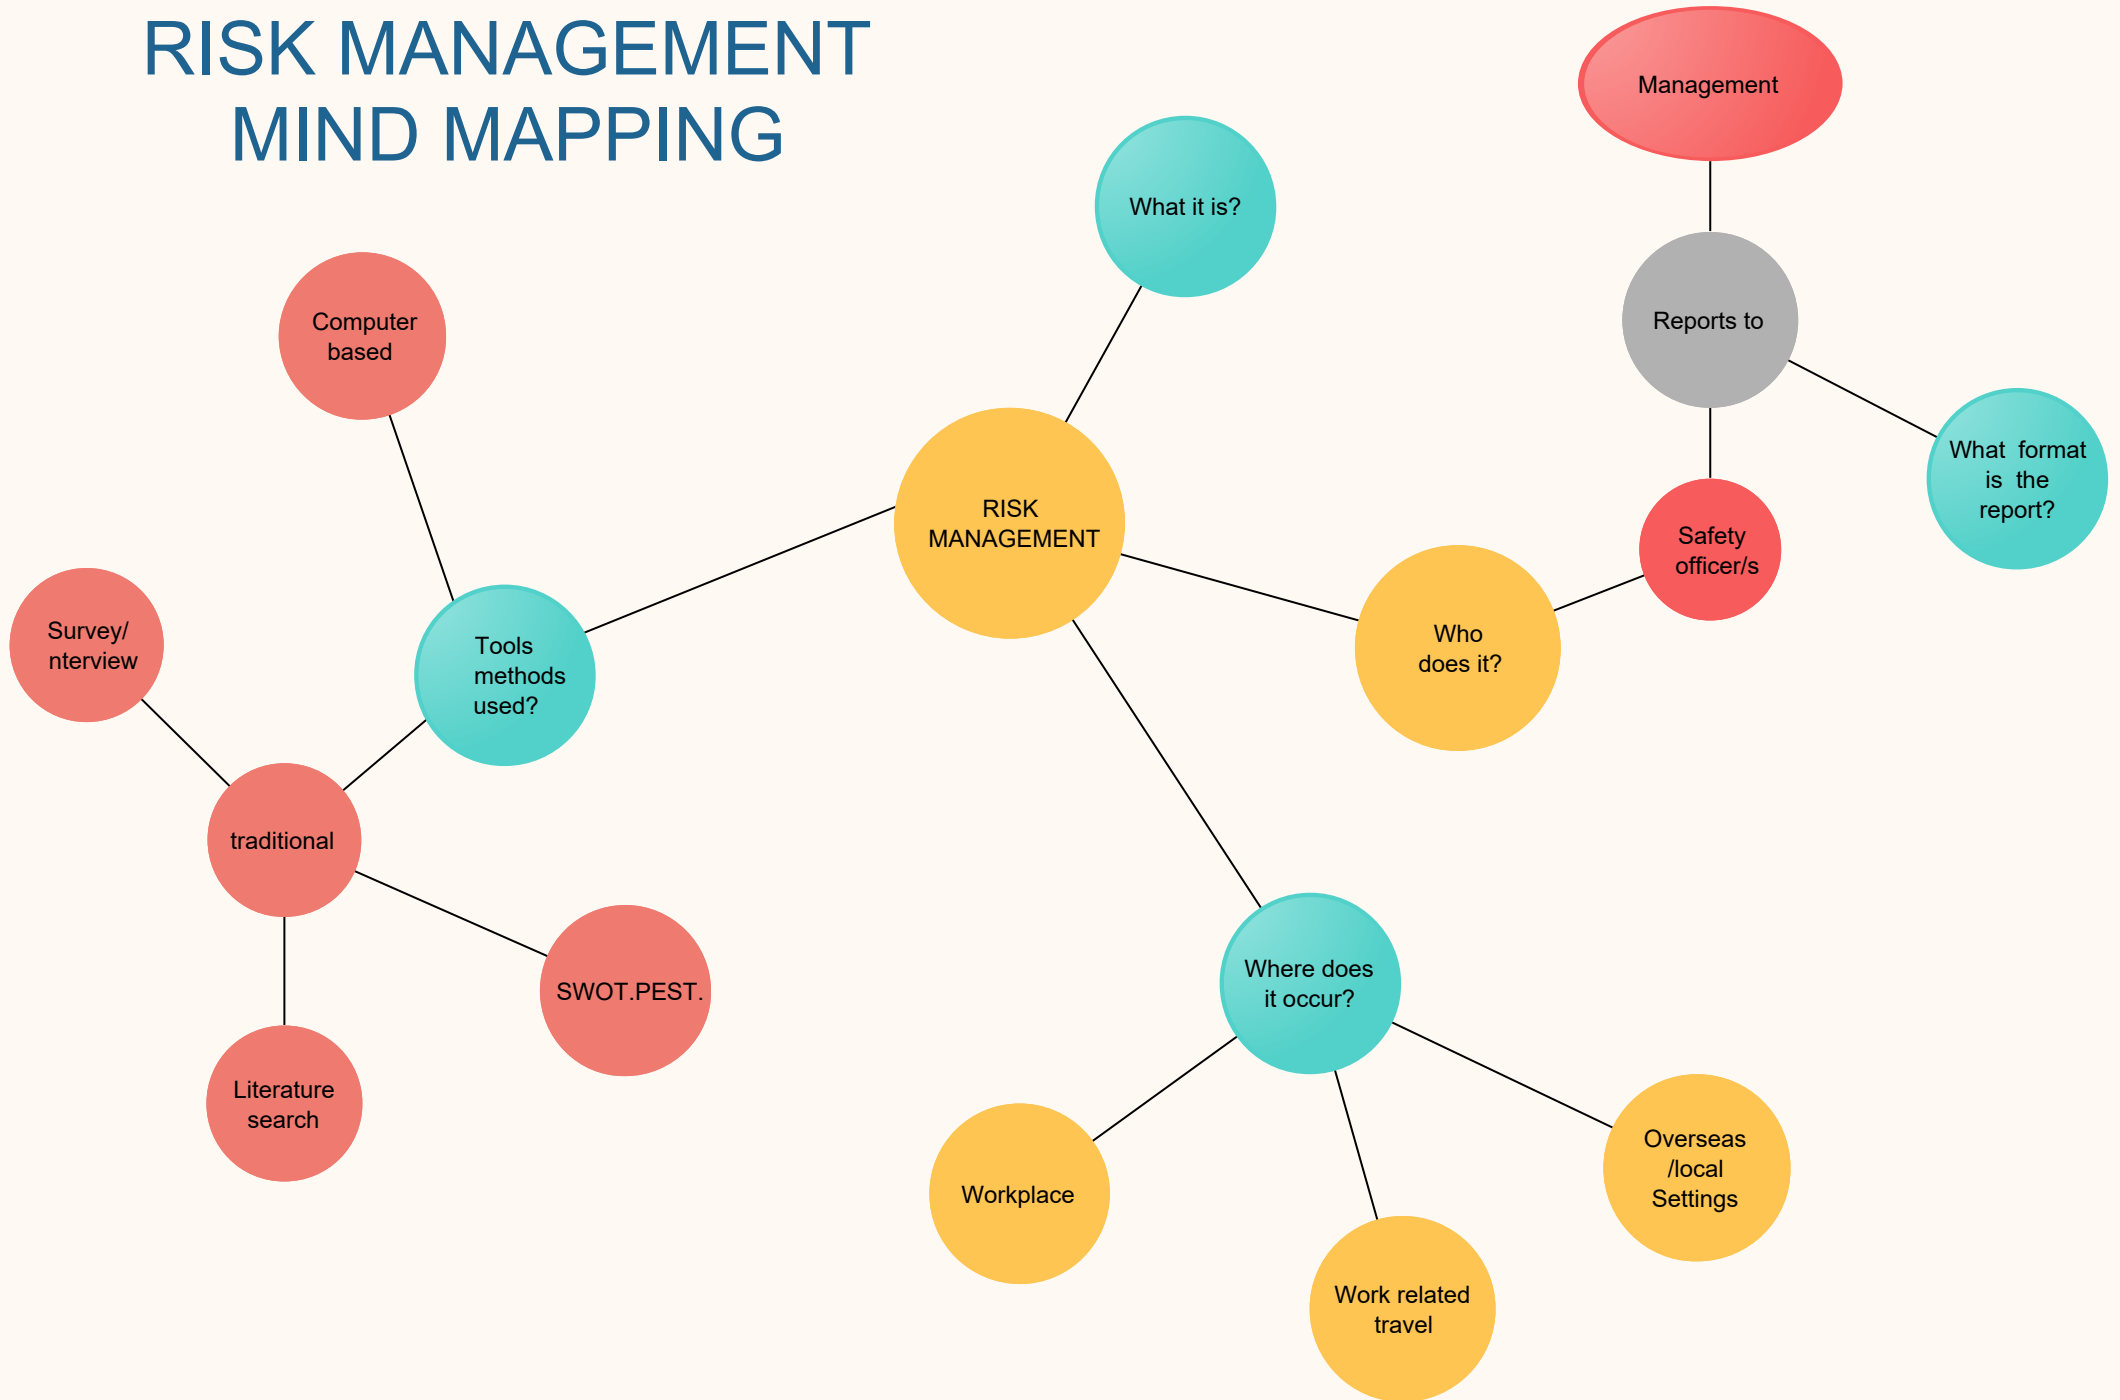 RISK MANAGEMENT
MIND MAPPING
Management
What it is?
Reports to
Computer
based
What format
is the
report?
RISK
MANAGEMENT
Safety
officer/s
Survey/
nterview
Tools
methods
used?
Who
does it?
traditional
SWOT.PEST.
Where does
it occur?
Literature
search
Workplace
Overseas
/local
Settings
Work related
travel